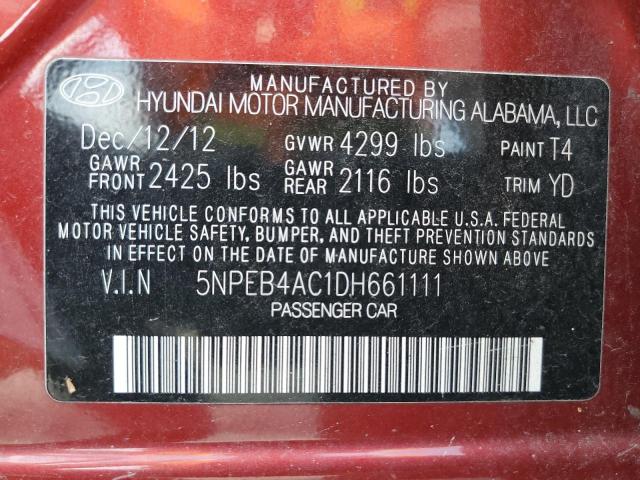 MANUFACTURED BY
HYUNDAI MOTOR MANUFACTURING ALABAMA, LLC
Dec/12/12 GVWR 4299 lbs PAINT T4
GAWR FRONT 2425 lbs GAWR REAR 2116 lbs TRIM YD
THIS VEHICLE CONFORMS TO ALL APPLICABLE U.S.A. FEDERAL
MOTOR VEHICLE SAFETY, BUMPER, AND THEFT PREVENTION STANDARDS
IN EFFECT ON THE DATE OF MANUFACTURE SHOWN ABOVE
V.I.N 5NPEB4AC1DH661111
PASSENGER CAR